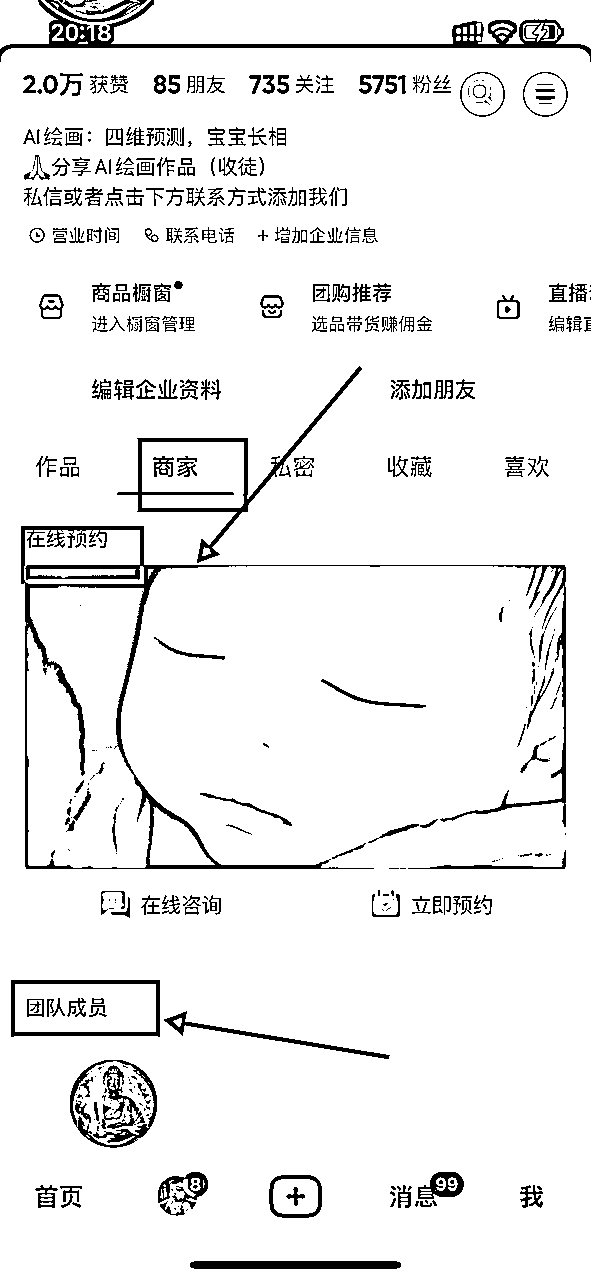 20:18
2.0万 获赞 85 朋友 735 关注 5751 粉丝
AI绘画：四维预测，宝宝长相
🙏分享AI绘画作品（收徒）
私信或者点击下方联系方式添加我们
营业时间 联系电话 + 增加企业信息
商品橱窗 团购推荐 直播
进入橱窗管理 选品带货赚佣金 编辑
编辑企业资料 添加朋友
作品 商家 私密 收藏 喜欢
在线预约
在线咨询 立即预约
团队成员
首页 8 消息 99 我